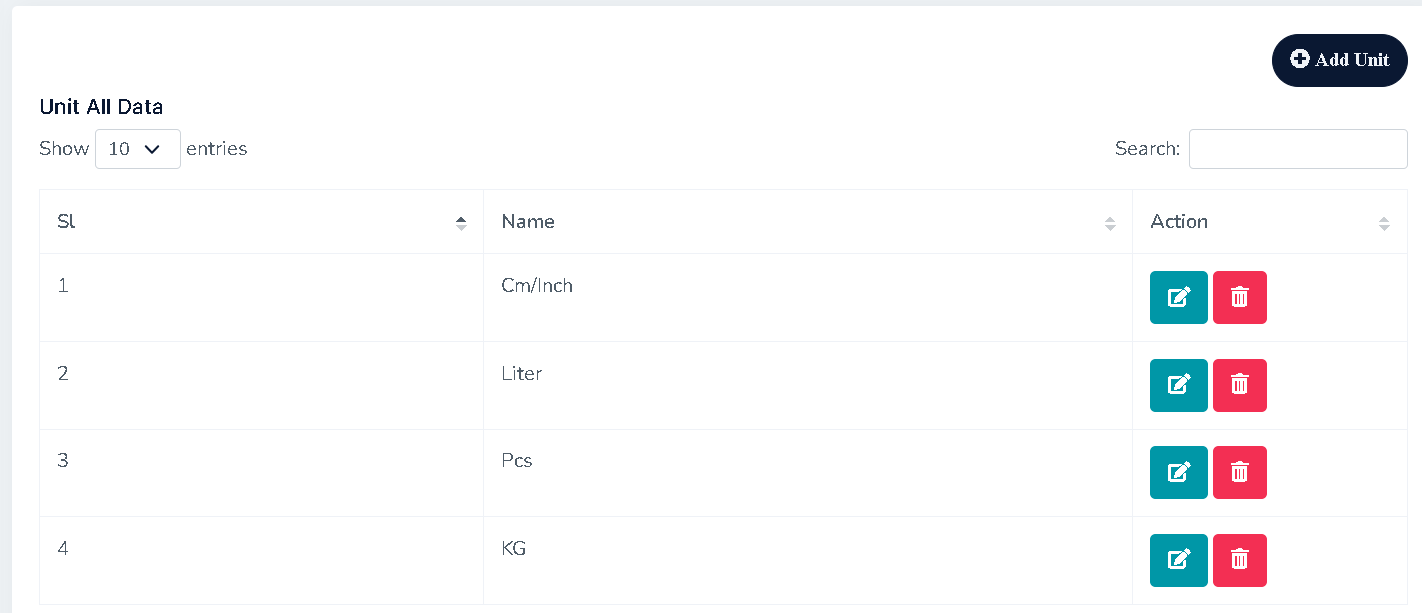 Add Unit
Unit All Data
Show 10 entries Search:
Sl Name Action
1 Cm/Inch
2 Liter
3 Pcs
4 KG